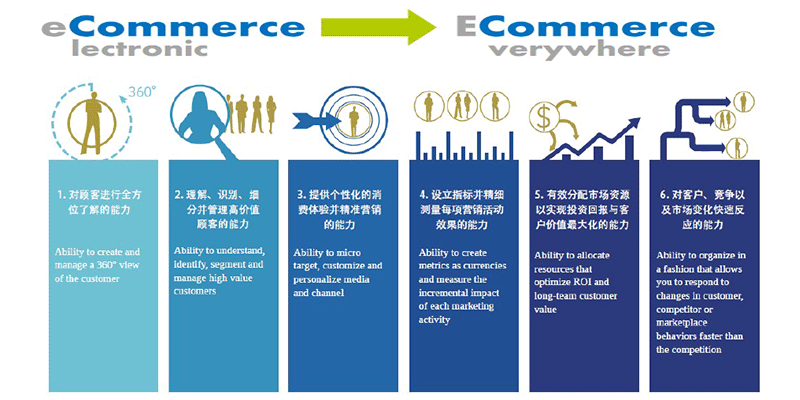 eCommerce
lectronic
ECommerce
verywhere
360°
$
1. 对顾客进行全方
位了解的能力
Ability to create and
manage a 360° view
of the customer
2. 理解、识别、细
分并管理高价值
顾客的能力
Ability to understand,
identify, segment and
manage high value
customers
3. 提供个性化的消
费体验并精准营销
的能力
Ability to micro
target, customize and
personalize media
and channel
4. 设立指标并精细
测量每项营销活动
效果的能力
Ability to create
metrics as currencies
and measure the
incremental impact
of each marketing
activity
5. 有效分配市场资源
以实现投资回报与客
户价值最大化的能力
Ability to allocate
resources that
optimize ROI and
long-team customer
value
6. 对客户、竞争以
及市场变化快速反
应的能力
Ability to organize in
a fashion that allows
you to respond to
changes in customer,
competitor or
marketplace
behaviors faster than
the competition